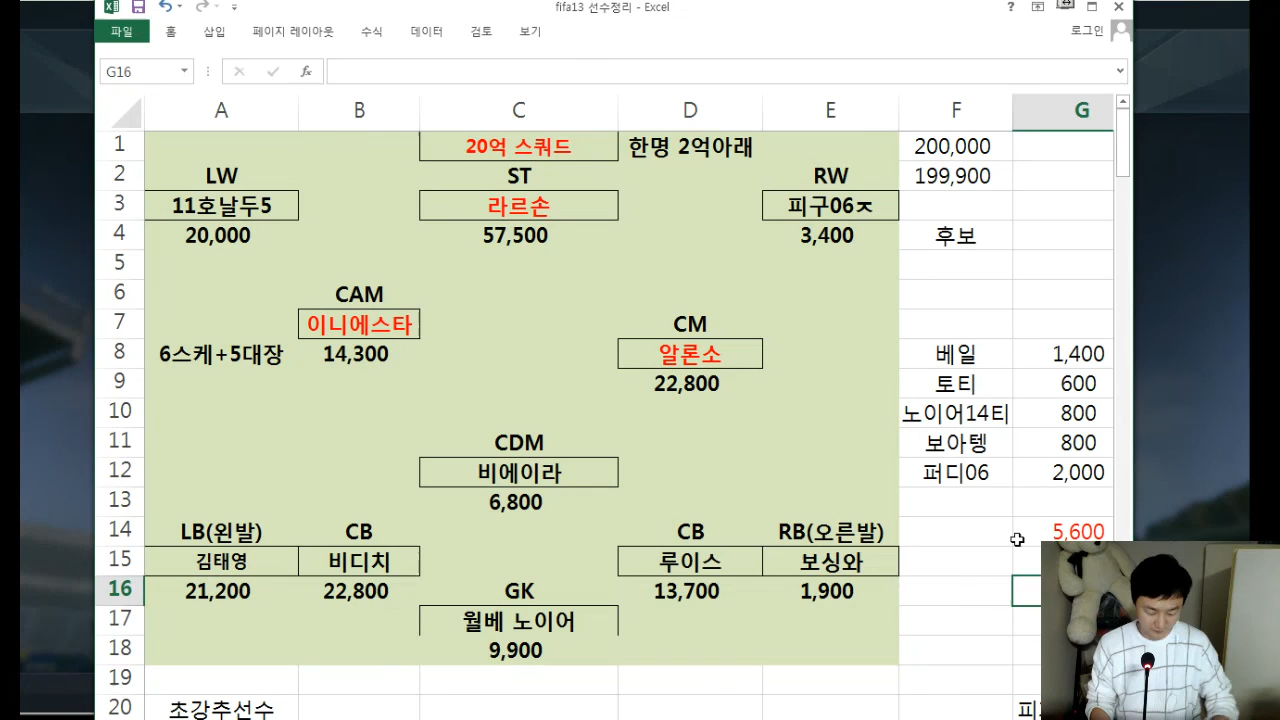 fifa13 선수정리 - Excel
파일 홈 삽입 페이지 레이아웃 수식 데이터 검토 보기 로그인
G16 fx
A B C D E F G
1 20억 스쿼드 한명 2억아래 200,000
2 LW ST RW 199,900
3 11호날두5 라르손 피구06ㅈ
4 20,000 57,500 3,400 후보
5
6 CAM
7 이니에스타 CM
8 6스케+5대장 14,300 알론소 베일 1,400
9 22,800 토티 600
10 노이어14티 800
11 CDM 보아텡 800
12 비에이라 퍼디06 2,000
13 6,800
14 LB(왼발) CB CB RB(오른발) 5,600
15 김태영 비디치 루이스 보싱와
16 21,200 22,800 GK 13,700 1,900
17 월베 노이어
18 9,900
19
20 초강추선수